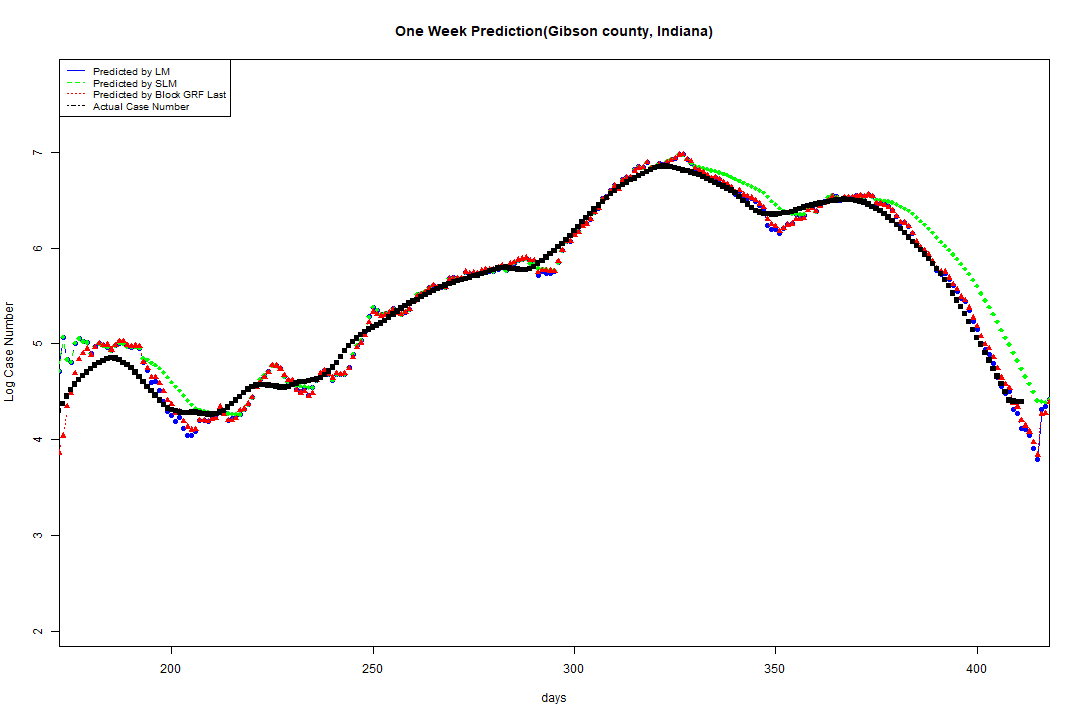 One Week Prediction(Gibson county, Indiana)
Predicted by LM
Predicted by SLM
Predicted by Block GRF Last
Actual Case Number
7
6
5
4
3
2
Log Case Number
200 250 300 350 400
days